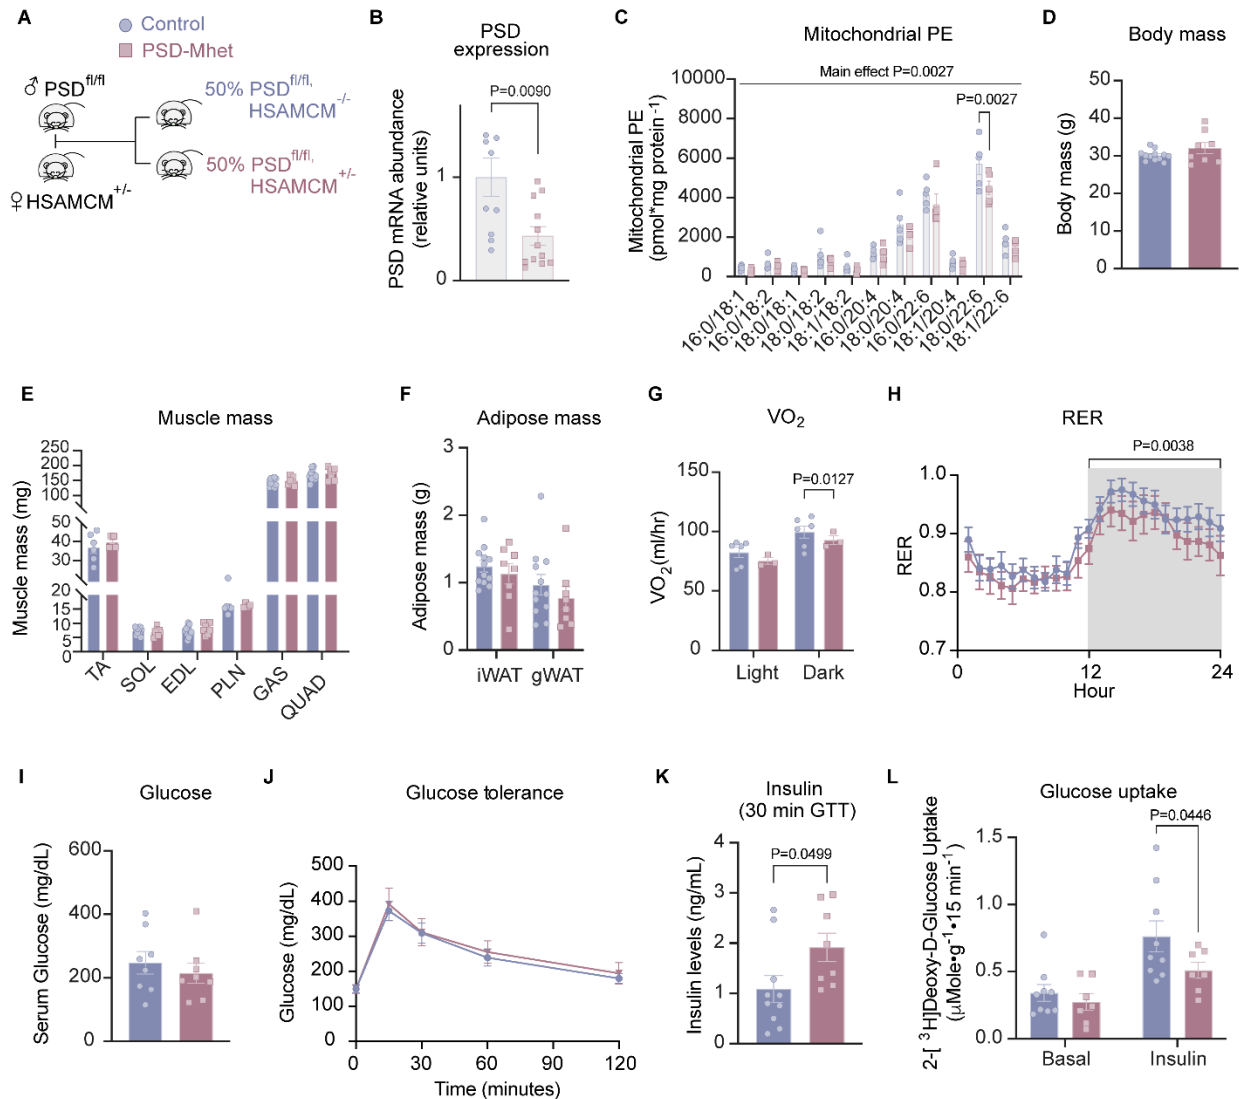 A
Control
PSD-Mhet
♂ PSD^fl/fl
♀ HSAMCM^+/-
50% PSD^fl/fl,
HSAMCM^-/-
50% PSD^fl/fl,
HSAMCM^+/-
B
PSD
expression
P=0.0090
PSD mRNA abundance
(relative units)
1
0
C
Mitochondrial PE
Main effect P=0.0027
P=0.0027
Mitochondrial PE
(pmol*mg protein ⁻¹)
10000
8000
6000
4000
2000
0
16:0/18:1
16:0/18:2
18:0/18:1
18:0/18:2
18:1/18:2
16:0/20:4
18:0/20:4
16:0/22:6
18:1/20:4
18:0/22:6
18:1/22:6
D
Body mass
Body mass (g)
50
40
30
20
10
0
E
Muscle mass
Muscle mass (mg)
250
200
150
100
50
40
30
20
15
10
5
0
TA
SOL
EDL
PLN
GAS
QUAD
F
Adipose mass
Adipose mass (g)
3
2
1
0
iWAT gWAT
G
VO₂
P=0.0127
VO₂ (ml/hr)
150
100
50
0
Light Dark
H
RER
P=0.0038
RER
1.0
0.9
0.8
0.7
0 12 24
Hour
I
Glucose
Serum Glucose (mg/dL)
600
400
200
0
J
Glucose tolerance
Glucose (mg/dL)
500
400
300
200
100
0
0 30 60 90 120
Time (minutes)
K
Insulin
(30 min GTT)
P=0.0499
Insulin levels (ng/mL)
4
3
2
1
0
L
Glucose uptake
P=0.0446
2-[ ³H]Deoxy-D-Glucose Uptake
(μMole•g⁻¹•15 min⁻¹)
1.5
1.0
0.5
0.0
Basal Insulin